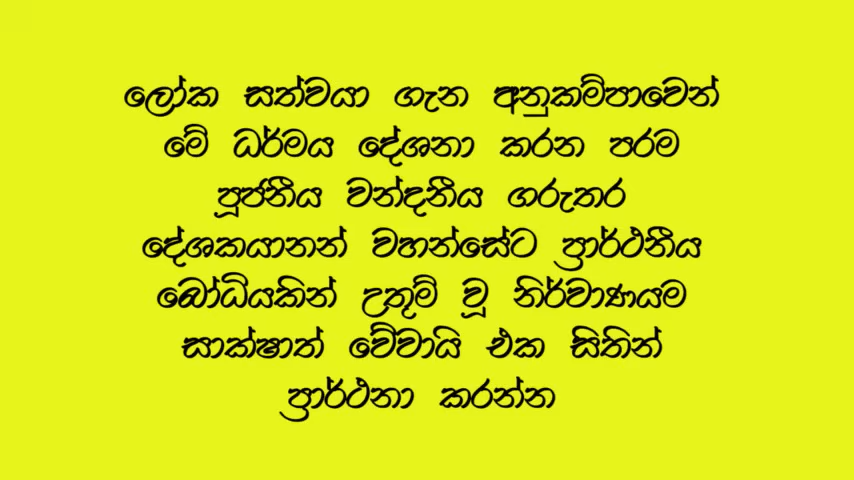 ලෝක සත්වයා ගැන අනුකම්පාවෙන්
මේ ධර්මය දේශනා කරන පරම
පූජනීය වන්දනීය ගරුතර
දේශකයානන් වහන්සේට ප්‍රාර්ථනීය
බෝධියකින් උතුම් වූ නිර්වාණයම
සාක්ෂාත් වේවායි එක සිතින්
ප්‍රාර්ථනා කරන්න